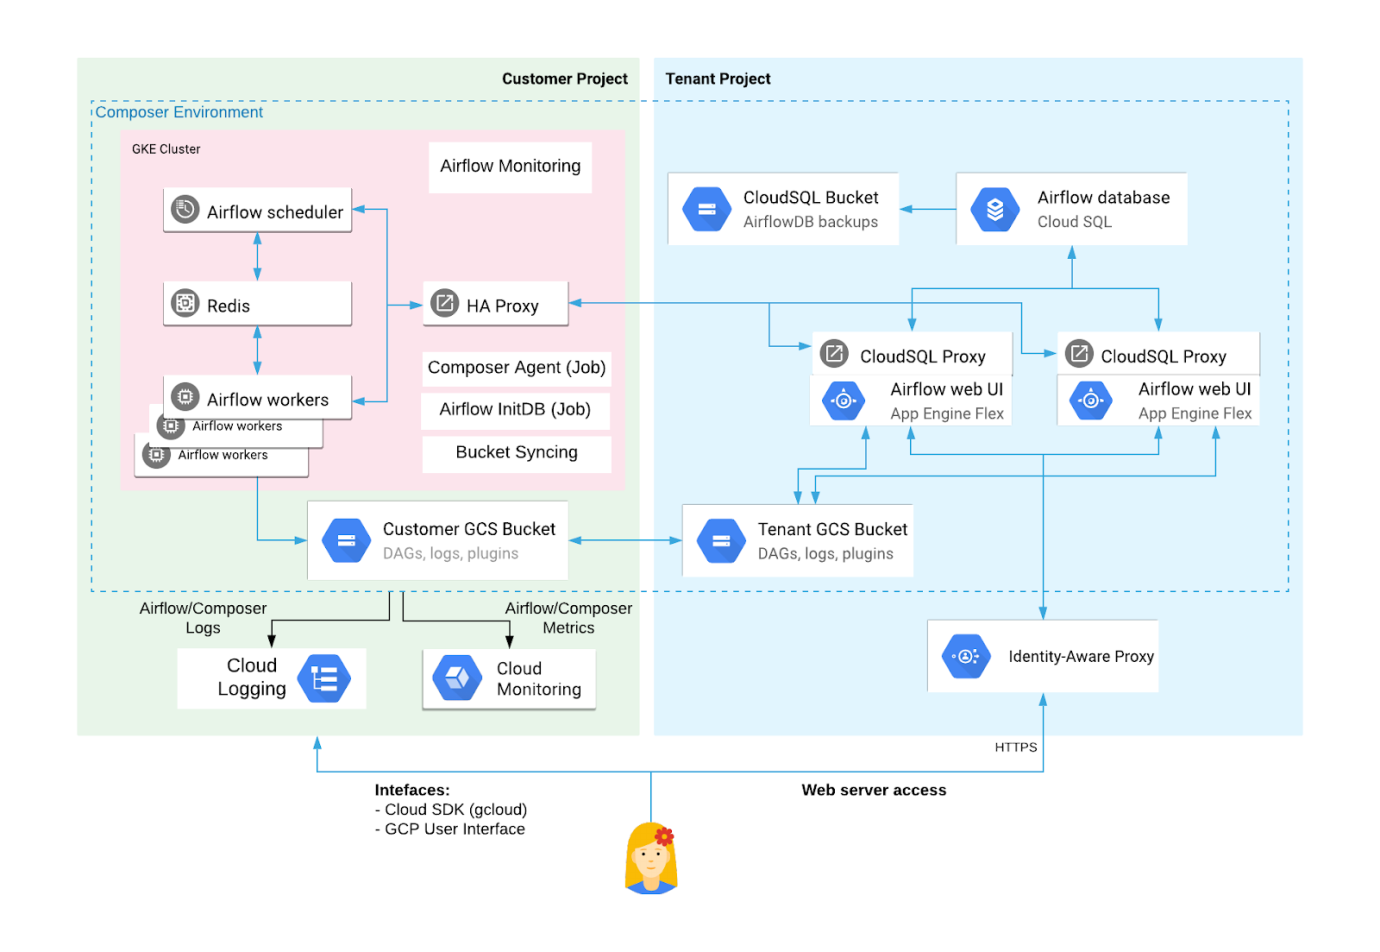 Customer Project
Tenant Project
Composer Environment
GKE Cluster
Airflow Monitoring
Airflow scheduler
Redis
HA Proxy
Airflow workers
Airflow workers
Airflow workers
Composer Agent (Job)
Airflow InitDB (Job)
Bucket Syncing
CloudSQL Bucket
AirflowDB backups
Airflow database
Cloud SQL
CloudSQL Proxy
Airflow web UI
App Engine Flex
CloudSQL Proxy
Airflow web UI
App Engine Flex
Customer GCS Bucket
DAGs, logs, plugins
Tenant GCS Bucket
DAGs, logs, plugins
Airflow/Composer
Logs
Airflow/Composer
Metrics
Cloud
Logging
Cloud
Monitoring
Identity-Aware Proxy
HTTPS
Intefaces:
- Cloud SDK (gcloud)
- GCP User Interface
Web server access